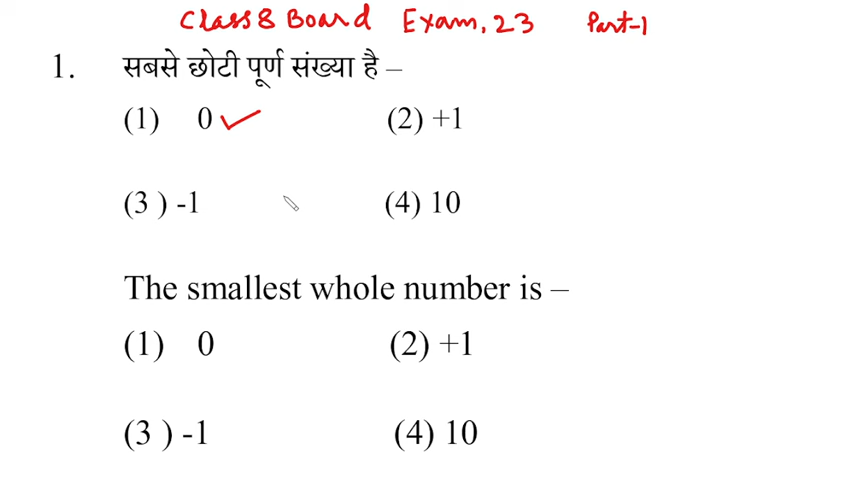 Class 8 Board Exam, 23 Part-1
1. सबसे छोटी पूर्ण संख्या है –
(1) 0 (2) +1
(3 ) -1 (4) 10
The smallest whole number is –
(1) 0 (2) +1
(3 ) -1 (4) 10